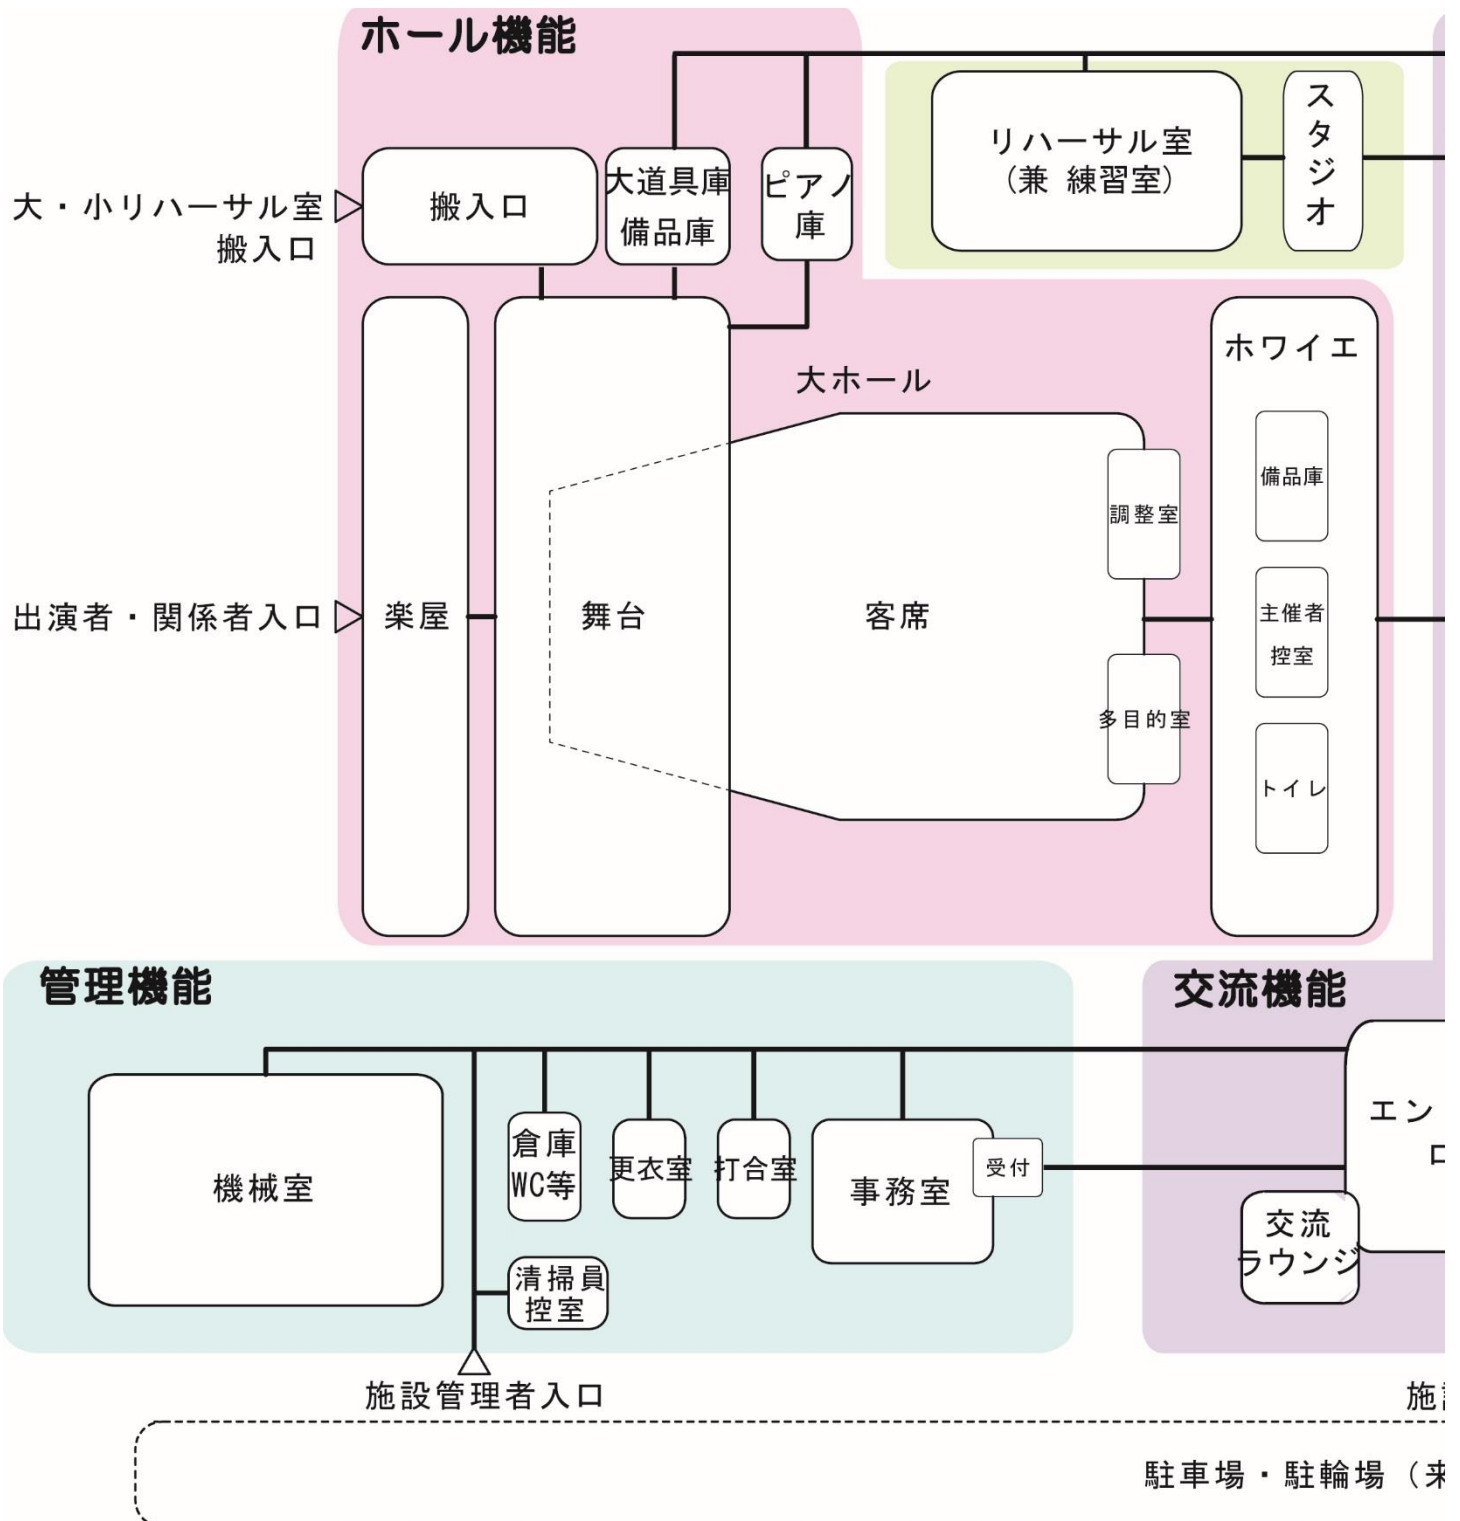 ホール機能
リハーサル室
(兼 練習室)
スタジオ
大・小リハーサル室
搬入口
搬入口
大道具庫
備品庫
ピアノ
庫
ホワイエ
大ホール
備品庫
調整室
出演者・関係者入口
楽屋
舞台
客席
主催者
控室
多目的室
トイレ
管理機能
交流機能
エン
ロ
機械室
倉庫
WC等
更衣室
打合室
事務室
受付
交流
ラウンジ
清掃員
控室
施設管理者入口
施
駐車場・駐輪場(来